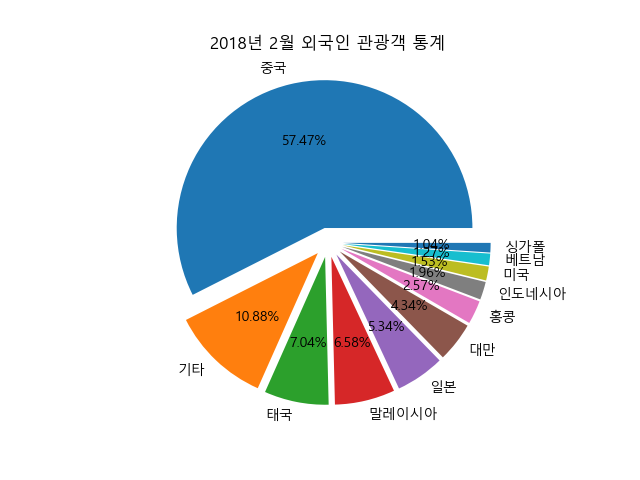 2018년 2월 외국인 관광객 통계
중국
57.47%
1.04%
싱가폴
1.27%
베트남
1.53%
미국
1.96%
인도네시아
2.57%
홍콩
4.34%
대만
5.34%
일본
6.58%
말레이시아
7.04%
태국
10.88%
기타